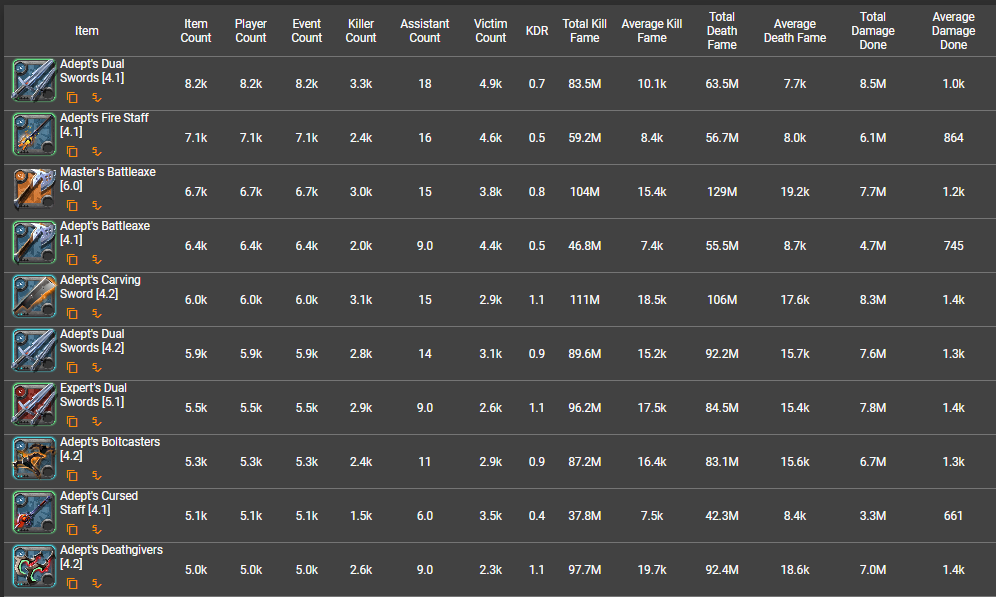 Item Item Count Player Count Event Count Killer Count Assistant Count Victim Count KDR Total Kill Fame Average Kill Fame Total Death Fame Average Death Fame Total Damage Done Average Damage Done
Adept's Dual
Swords [4.1]
8.2k 8.2k 8.2k 3.3k 18 4.9k 0.7 83.5M 10.1k 63.5M 7.7k 8.5M 1.0k
Adept's Fire Staff
[4.1]
7.1k 7.1k 7.1k 2.4k 16 4.6k 0.5 59.2M 8.4k 56.7M 8.0k 6.1M 864
Master's Battleaxe
[6.0]
6.7k 6.7k 6.7k 3.0k 15 3.8k 0.8 104M 15.4k 129M 19.2k 7.7M 1.2k
Adept's Battleaxe
[4.1]
6.4k 6.4k 6.4k 2.0k 9.0 4.4k 0.5 46.8M 7.4k 55.5M 8.7k 4.7M 745
Adept's Carving
Sword [4.2]
6.0k 6.0k 6.0k 3.1k 15 2.9k 1.1 111M 18.5k 106M 17.6k 8.3M 1.4k
Adept's Dual
Swords [4.2]
5.9k 5.9k 5.9k 2.8k 14 3.1k 0.9 89.6M 15.2k 92.2M 15.7k 7.6M 1.3k
Expert's Dual
Swords [5.1]
5.5k 5.5k 5.5k 2.9k 9.0 2.6k 1.1 96.2M 17.5k 84.5M 15.4k 7.8M 1.4k
Adept's Boltcasters
[4.2]
5.3k 5.3k 5.3k 2.4k 11 2.9k 0.9 87.2M 16.4k 83.1M 15.6k 6.7M 1.3k
Adept's Cursed
Staff [4.1]
5.1k 5.1k 5.1k 1.5k 6.0 3.5k 0.4 37.8M 7.5k 42.3M 8.4k 3.3M 661
Adept's Deathgivers
[4.2]
5.0k 5.0k 5.0k 2.6k 9.0 2.3k 1.1 97.7M 19.7k 92.4M 18.6k 7.0M 1.4k